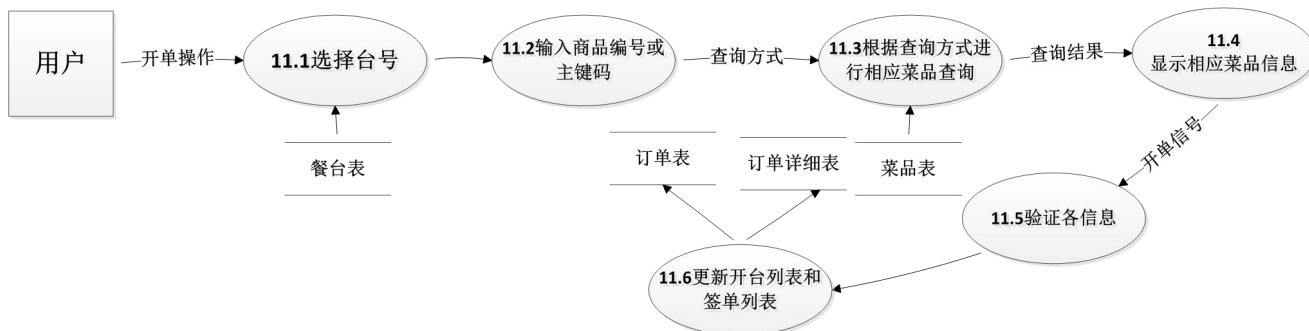 用户
开单操作
11.1选择台号
11.2输入商品编号或
主键码
查询方式
11.3根据查询方式进
行相应菜品查询
查询结果
11.4
显示相应菜品信息
餐台表
订单表
订单详细表
菜品表
开单信号
11.5验证各信息
11.6更新开台列表和
签单列表